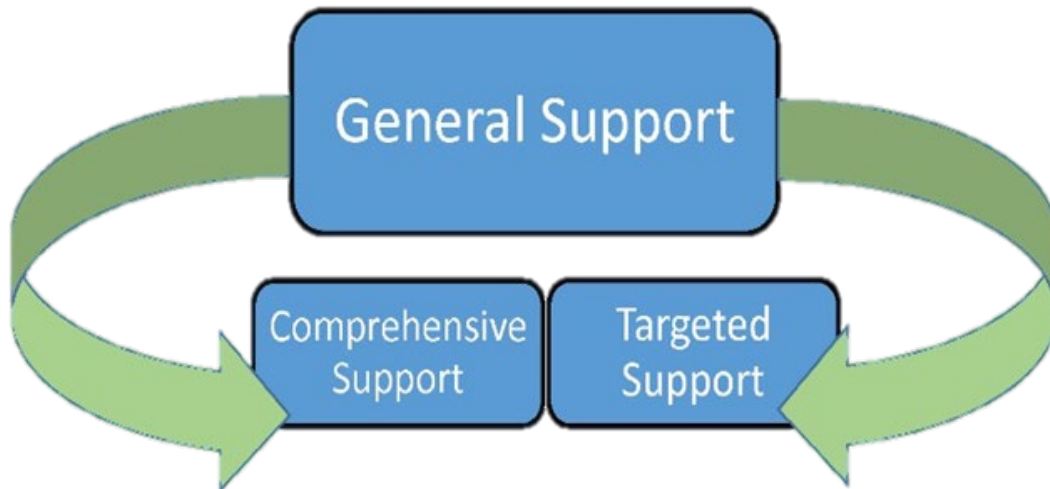 General Support
Comprehensive
Support
Targeted
Support